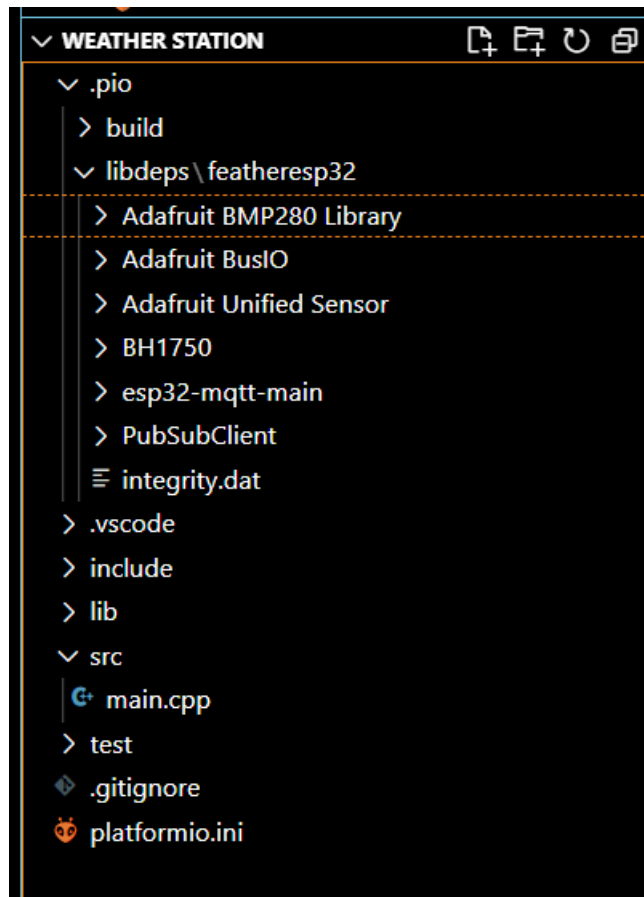 WEATHER STATION
.pio
build
libdeps\featheresp32
Adafruit BMP280 Library
Adafruit BusIO
Adafruit Unified Sensor
BH1750
esp32-mqtt-main
PubSubClient
integrity.dat
.vscode
include
lib
src
main.cpp
test
.gitignore
platformio.ini